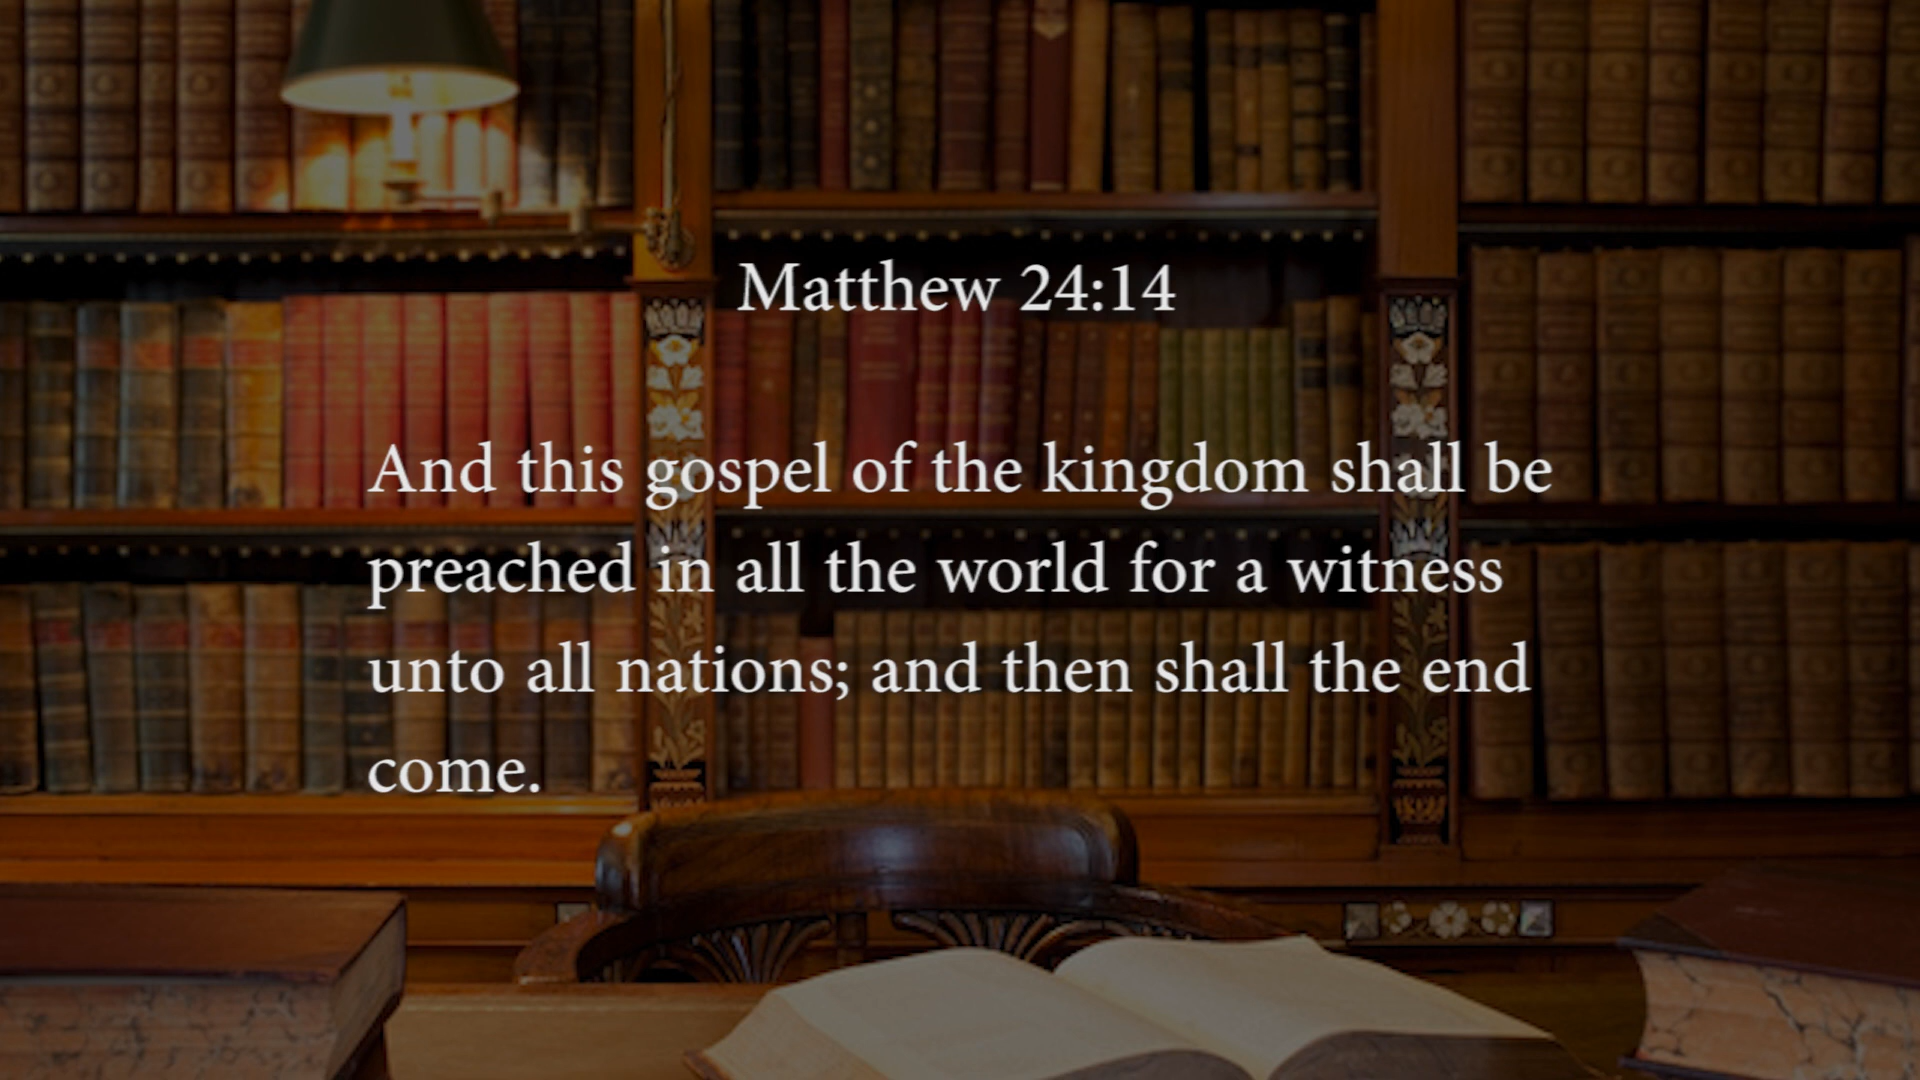 Matthew 24:14
And this gospel of the kingdom shall be
preached in all the world for a witness
unto all nations; and then shall the end
come.